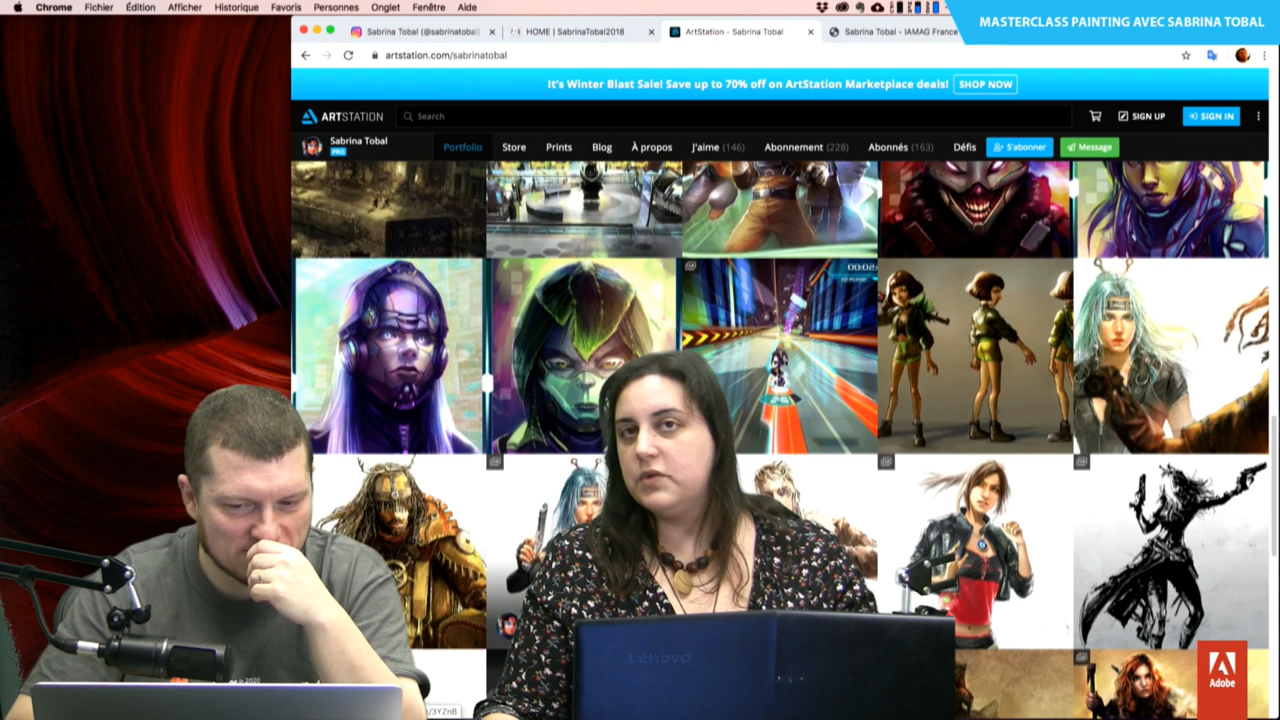 Chrome Fichier Édition Afficher Historique Favoris Personnes Onglet Fenêtre Aide
MASTERCLASS PAINTING AVEC SABRINA TOBAL
Sabrina Tobal (@sabrinatobal) HOME | SabrinaTobal2018 ArtStation - Sabrina Tobal Sabrina Tobal - IAMAG France
artstation.com/sabrinatobal
It's Winter Blast Sale! Save up to 70% off on ArtStation Marketplace deals! SHOP NOW
ARTSTATION Search SIGN UP SIGN IN
Sabrina Tobal
PRO
Portfolio Store Prints Blog À propos J'aime (146) Abonnement (228) Abonnés (163) Défis S'abonner Message
Lenovo
2020
/3YZnB
Adobe